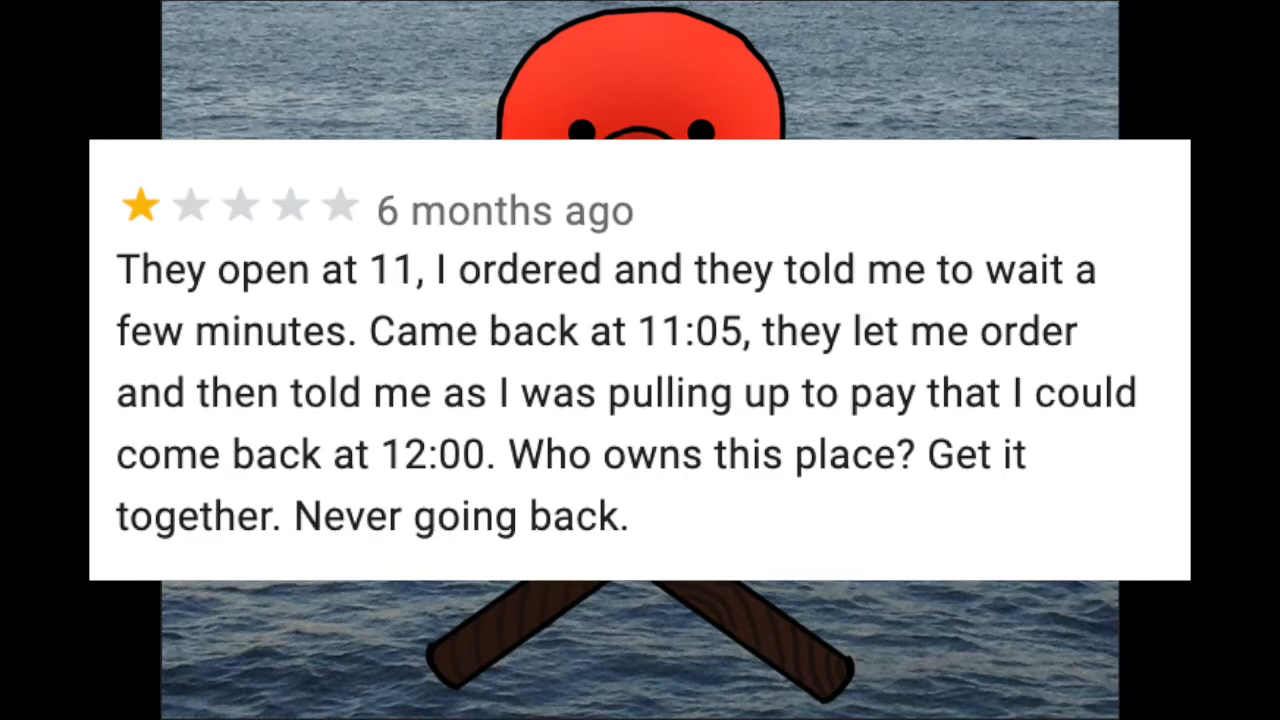 6 months ago
They open at 11, I ordered and they told me to wait a
few minutes. Came back at 11:05, they let me order
and then told me as I was pulling up to pay that I could
come back at 12:00. Who owns this place? Get it
together. Never going back.